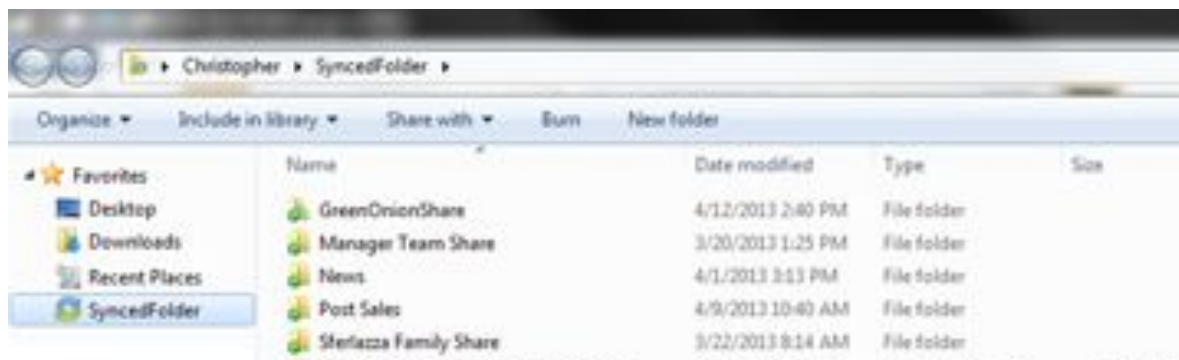 Christopher ▸ SyncedFolder ▸
Organize Include in library Share with Burn New folder
Name Date modified Type Size
Favorites
Desktop
Downloads
Recent Places
SyncedFolder
GreenOnionShare 4/12/2013 2:40 PM File folder
Manager Team Share 3/20/2013 1:25 PM File folder
News 4/1/2013 3:13 PM File folder
Post Sales 4/9/2013 10:40 AM File folder
Sferlazza Family Share 3/22/2013 8:14 AM File folder